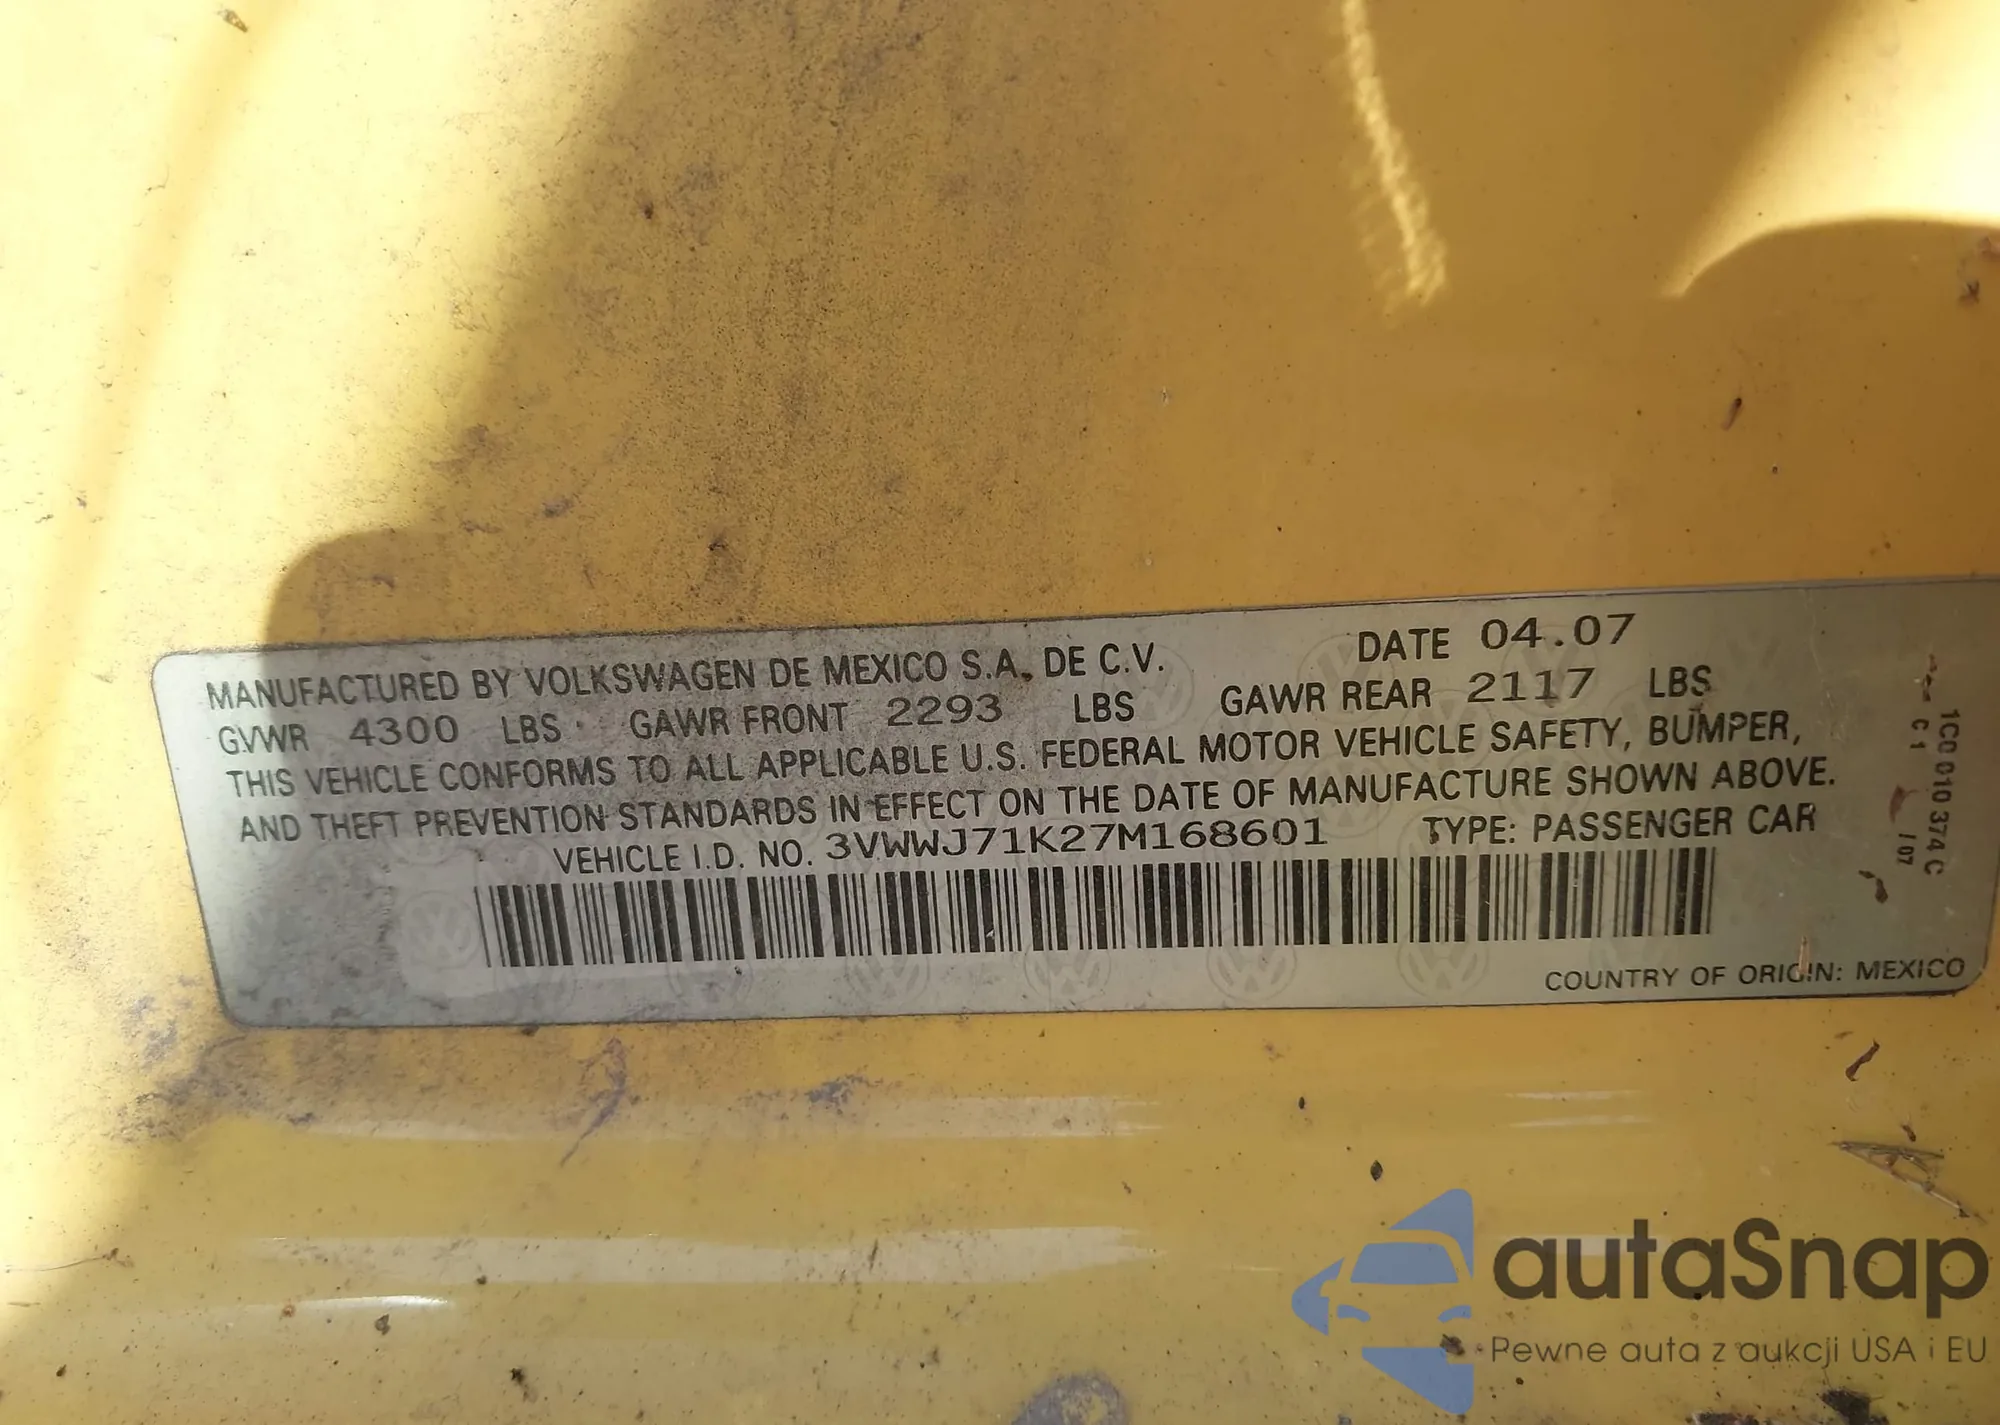 MANUFACTURED BY VOLKSWAGEN DE MEXICO S.A. DE C.V. DATE 04.07
GVWR 4300 LBS GAWR FRONT 2293 LBS GAWR REAR 2117 LBS
THIS VEHICLE CONFORMS TO ALL APPLICABLE U.S. FEDERAL MOTOR VEHICLE SAFETY, BUMPER,
AND THEFT PREVENTION STANDARDS IN EFFECT ON THE DATE OF MANUFACTURE SHOWN ABOVE.
VEHICLE I.D. NO. 3VWWJ71K27M168601 TYPE: PASSENGER CAR
COUNTRY OF ORIGIN: MEXICO
1C0 010 374 C
C 1
autaSnap
Pewne auta z aukcji USA i EU